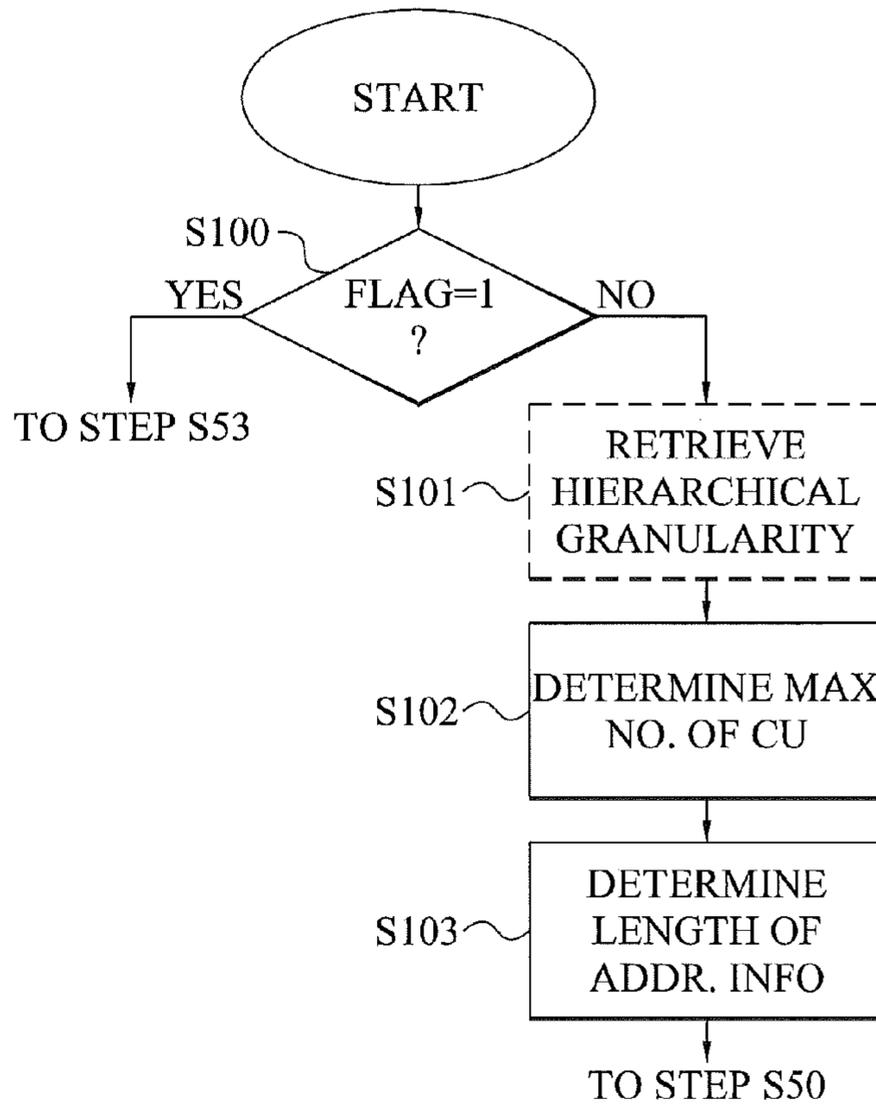 START
S100
YES
FLAG=1
?
NO
TO STEP S53
S101
RETRIEVE
HIERARCHICAL
GRANULARITY
S102
DETERMINE MAX
NO. OF CU
S103
DETERMINE
LENGTH OF
ADDR. INFO
TO STEP S50